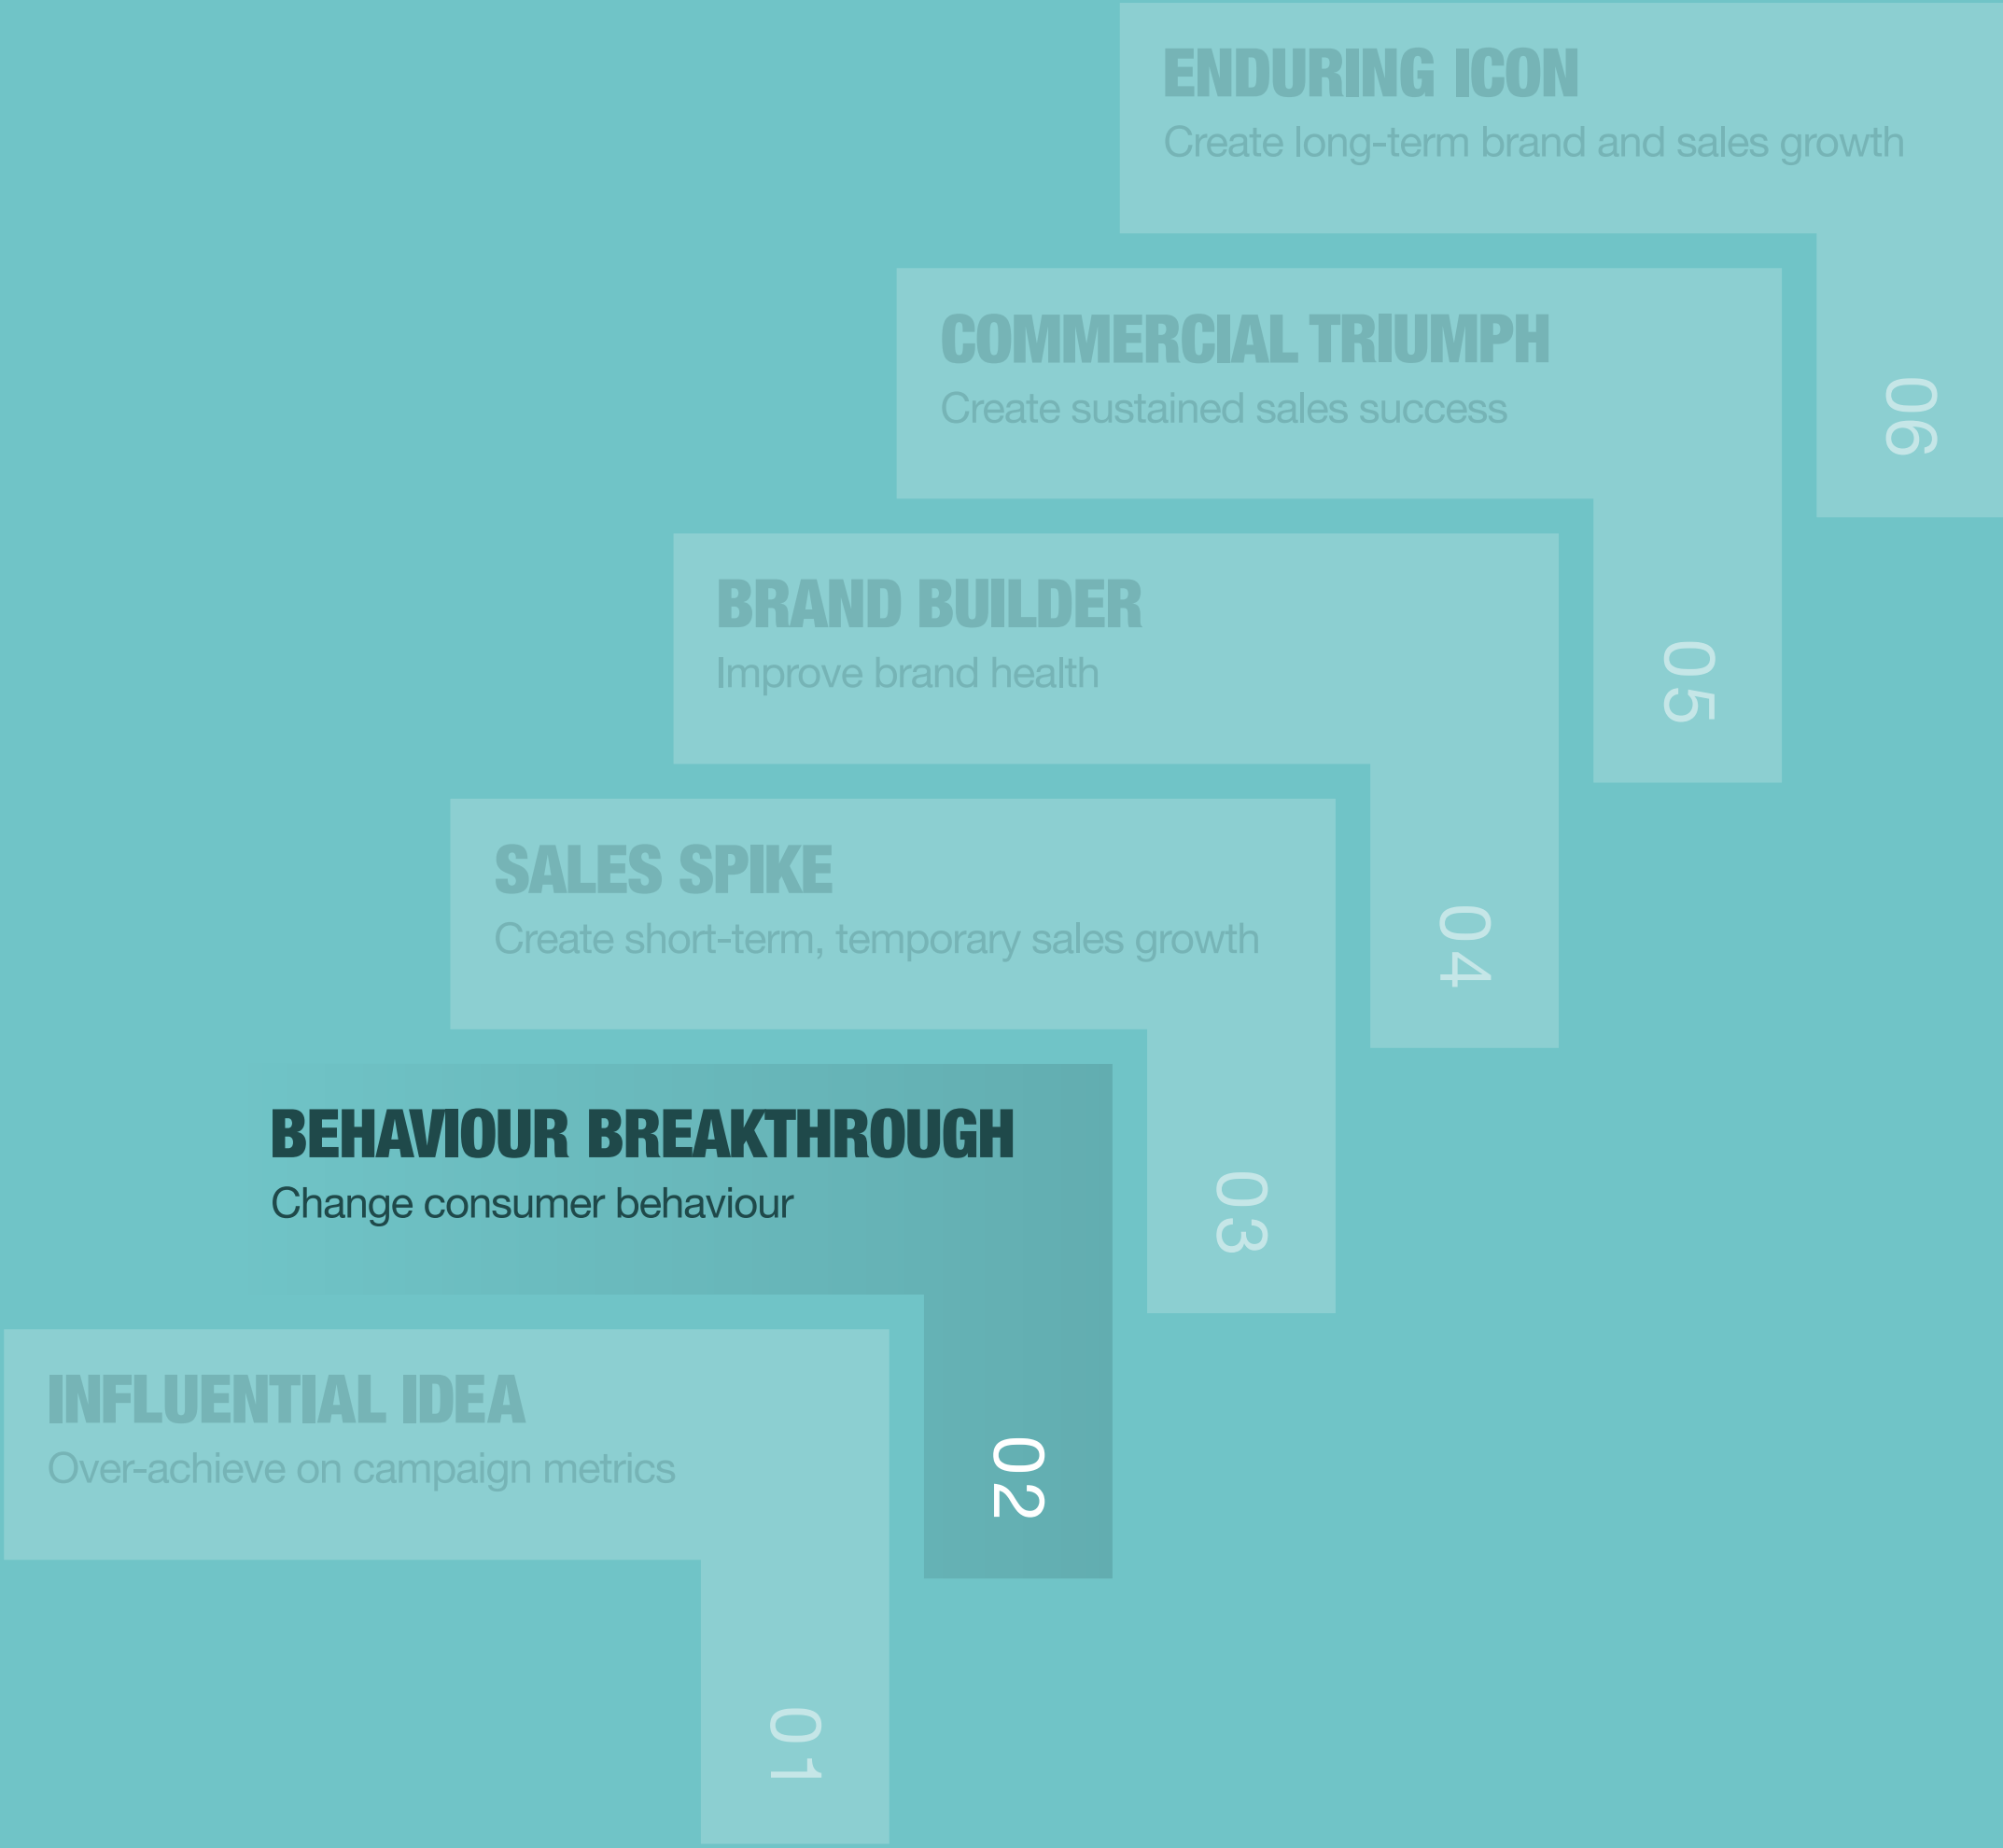 ENDURING ICON
Create long-term brand and sales growth
06
COMMERCIAL TRIUMPH
Create sustained sales success
05
BRAND BUILDER
Improve brand health
04
SALES SPIKE
Create short-term, temporary sales growth
03
BEHAVIOUR BREAKTHROUGH
Change consumer behaviour
02
INFLUENTIAL IDEA
Over-achieve on campaign metrics
01